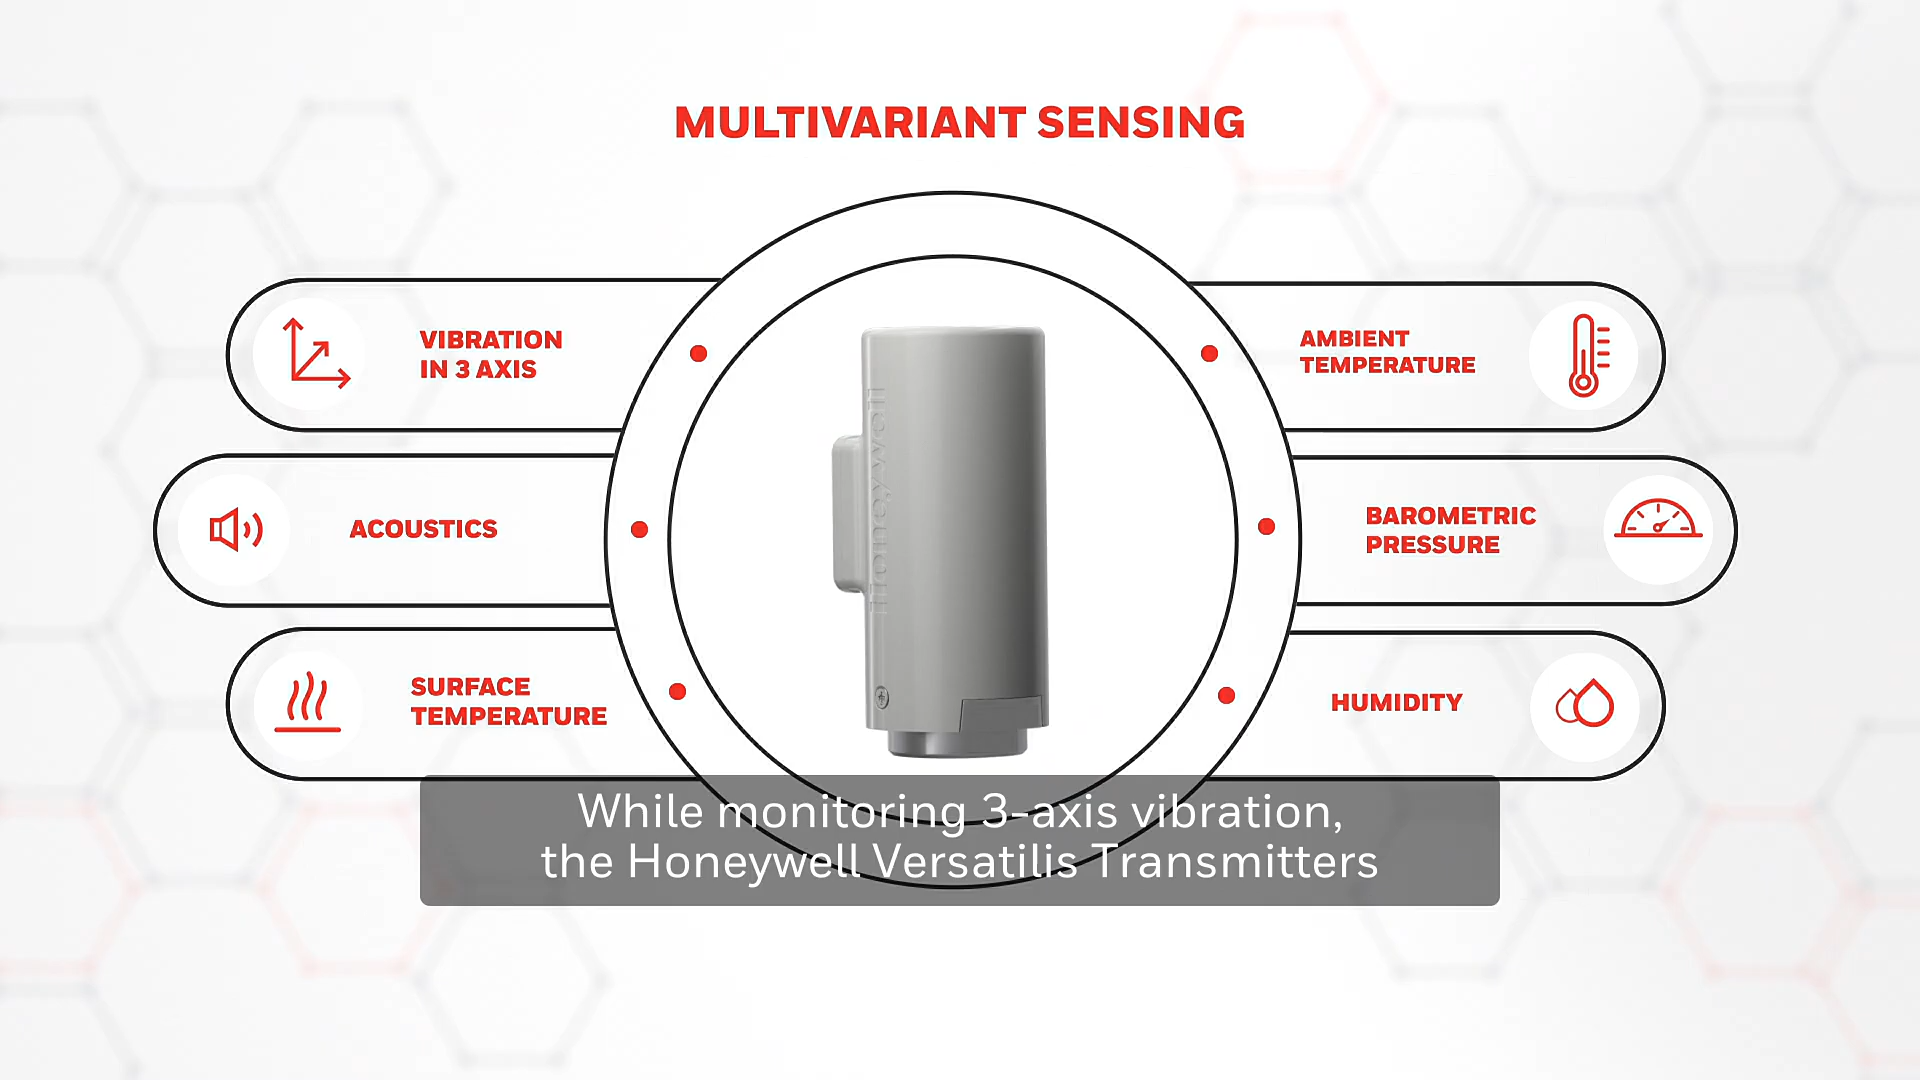 MULTIVARIANT SENSING
VIBRATION
IN 3 AXIS
AMBIENT
TEMPERATURE
ACOUSTICS
BAROMETRIC
PRESSURE
SURFACE
TEMPERATURE
HUMIDITY
Honeywell
While monitoring 3-axis vibration,
the Honeywell Versatilis Transmitters